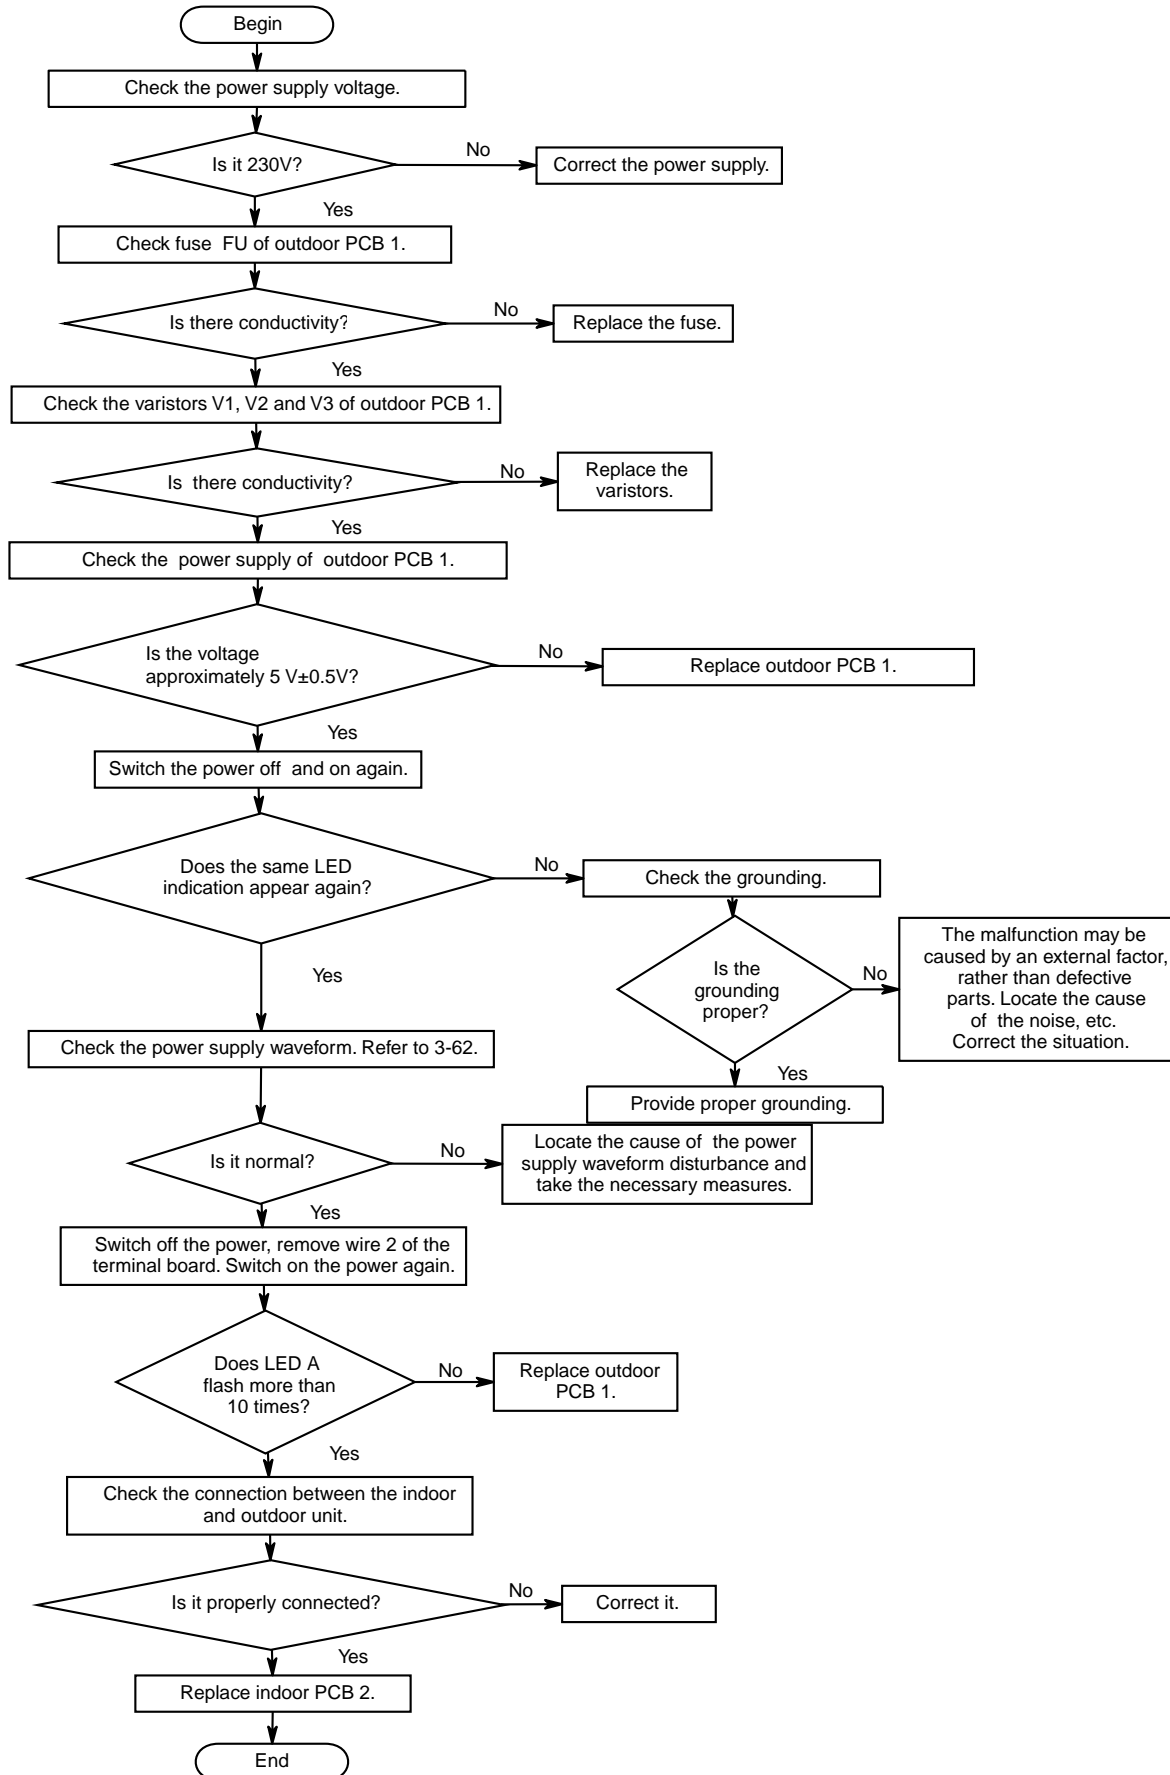 Begin
Check the power supply voltage.
Is it 230V?
No
Correct the power supply.
Yes
Check fuse FU of outdoor PCB 1.
Is there conductivity?
No
Replace the fuse.
Yes
Check the varistors V1, V2 and V3 of outdoor PCB 1.
Is there conductivity?
No
Replace the
varistors.
Yes
Check the power supply of outdoor PCB 1.
Is the voltage
approximately 5 V±0.5V?
No
Replace outdoor PCB 1.
Yes
Switch the power off and on again.
Does the same LED
indication appear again?
No
Check the grounding.
Is the
grounding
proper?
No
The malfunction may be
caused by an external factor,
rather than defective
parts. Locate the cause
of the noise, etc.
Correct the situation.
Yes
Provide proper grounding.
Yes
Check the power supply waveform. Refer to 3-62.
Is it normal?
No
Locate the cause of the power
supply waveform disturbance and
take the necessary measures.
Yes
Switch off the power, remove wire 2 of the
terminal board. Switch on the power again.
Does LED A
flash more than
10 times?
No
Replace outdoor
PCB 1.
Yes
Check the connection between the indoor
and outdoor unit.
Is it properly connected?
No
Correct it.
Yes
Replace indoor PCB 2.
End